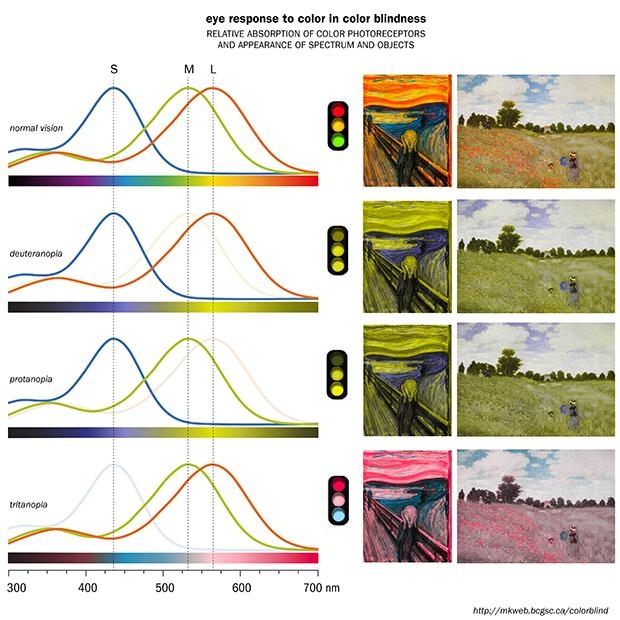 eye response to color in color blindness
RELATIVE ABSORPTION OF COLOR PHOTORECEPTORS
AND APPEARANCE OF SPECTRUM AND OBJECTS
S M L
normal vision
deuteranopia
protanopia
tritanopia
300 400 500 600 700 nm
http://mkweb.bcgsc.ca/colorblind